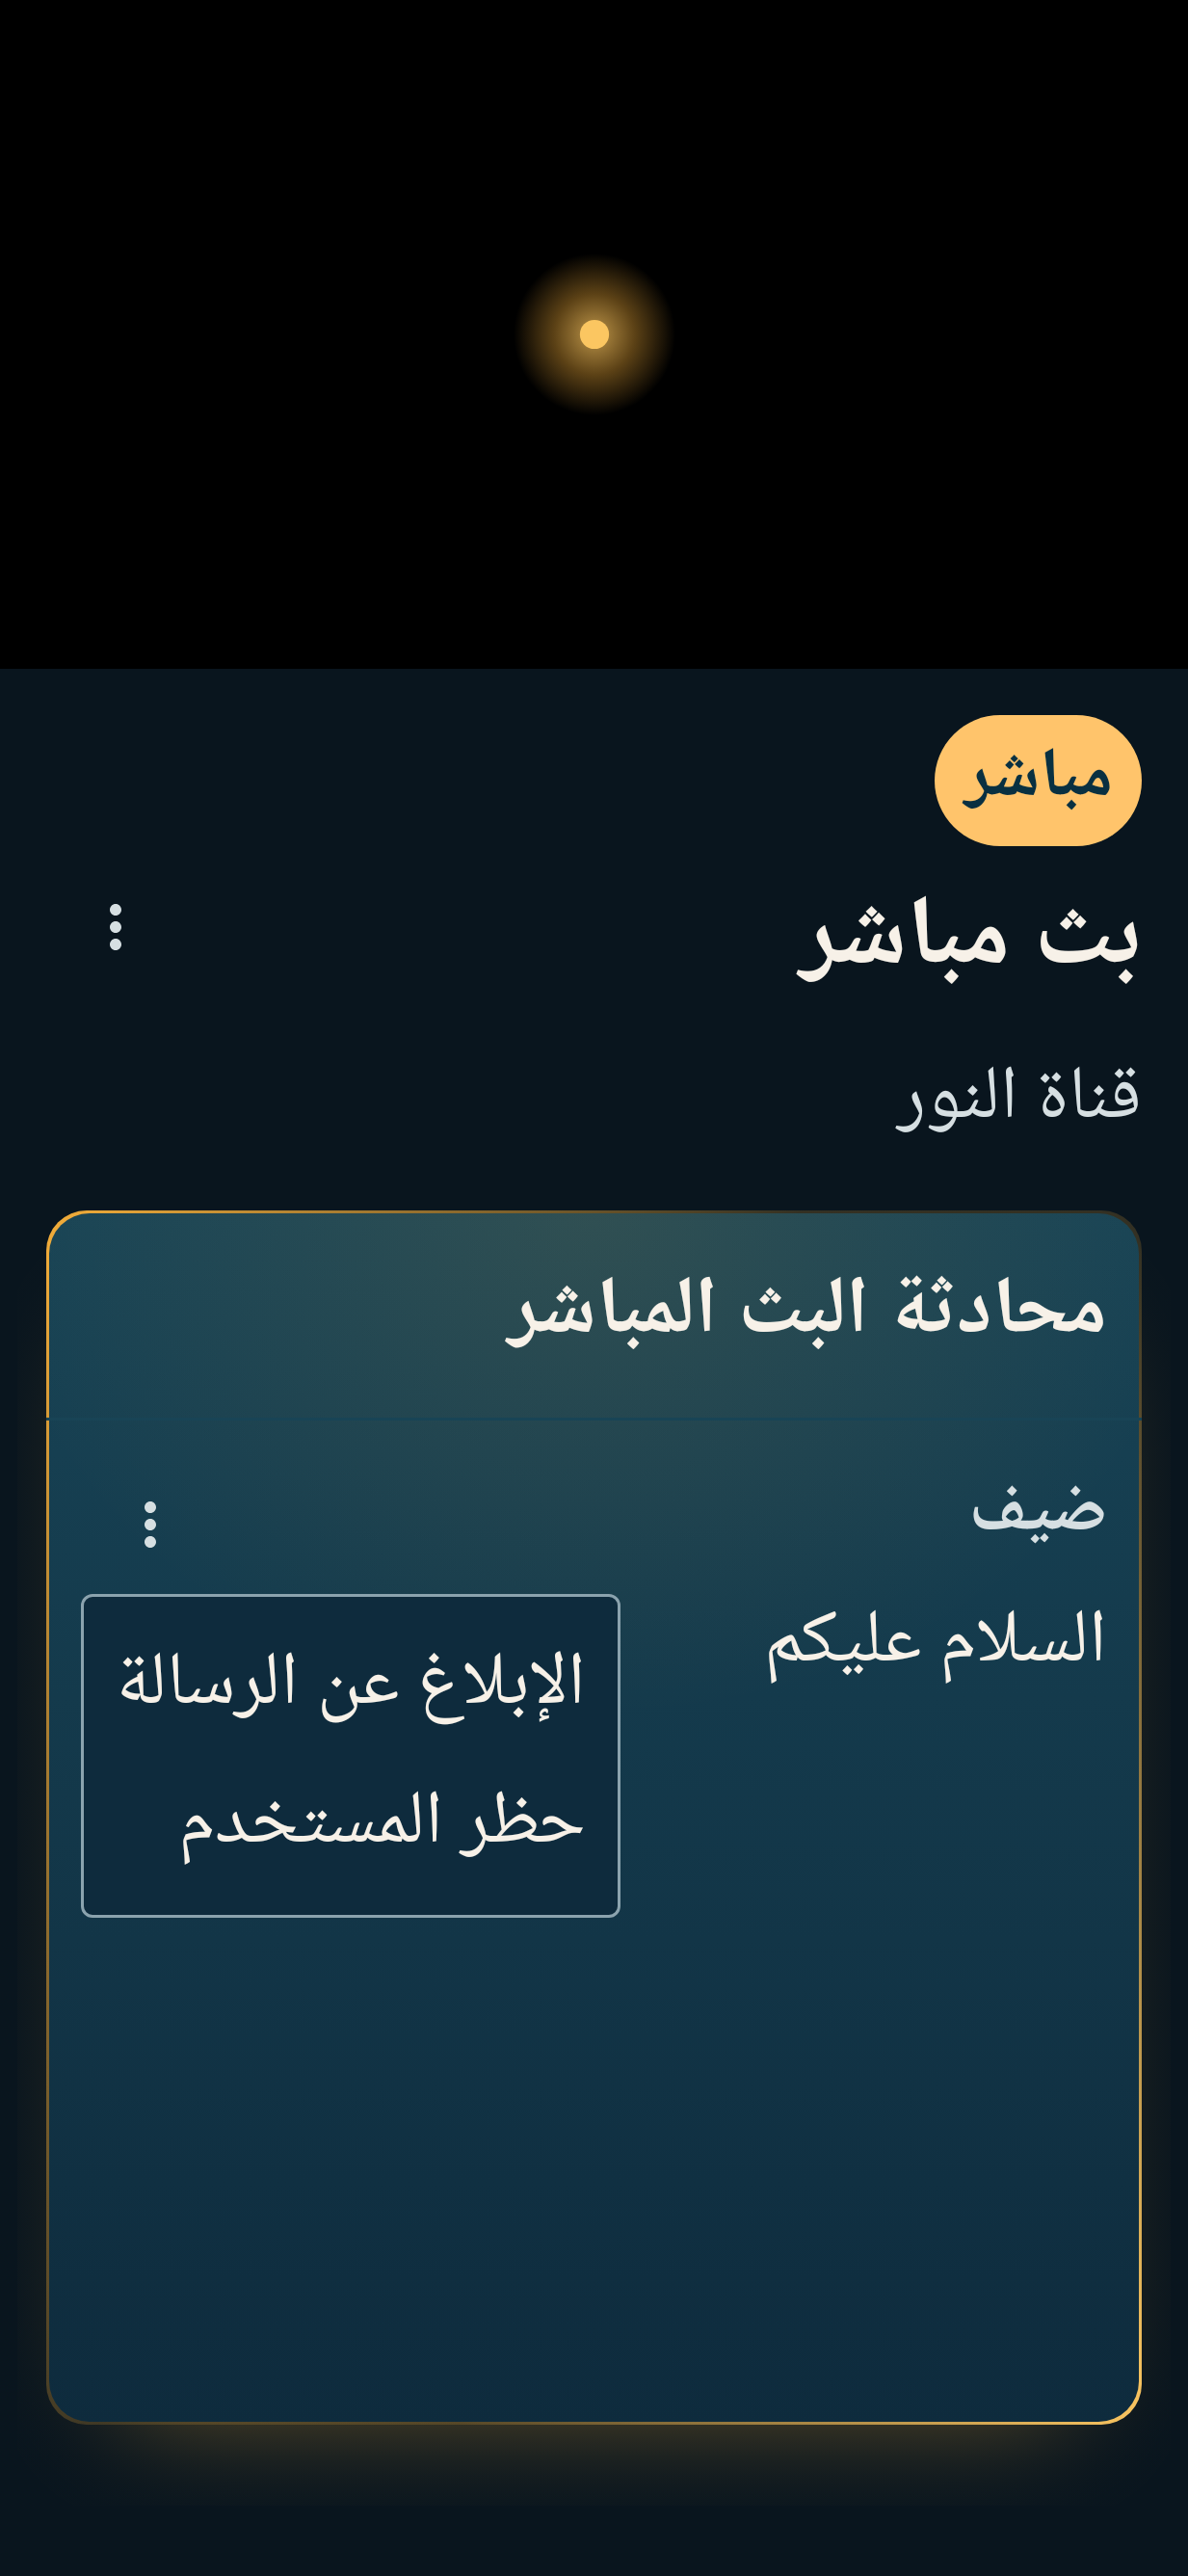 مباشر
بث مباشر
قناة النور
محادثة البث المباشر
ضيف
السلام عليكم
الإبلاغ عن الرسالة
حظر المستخدم